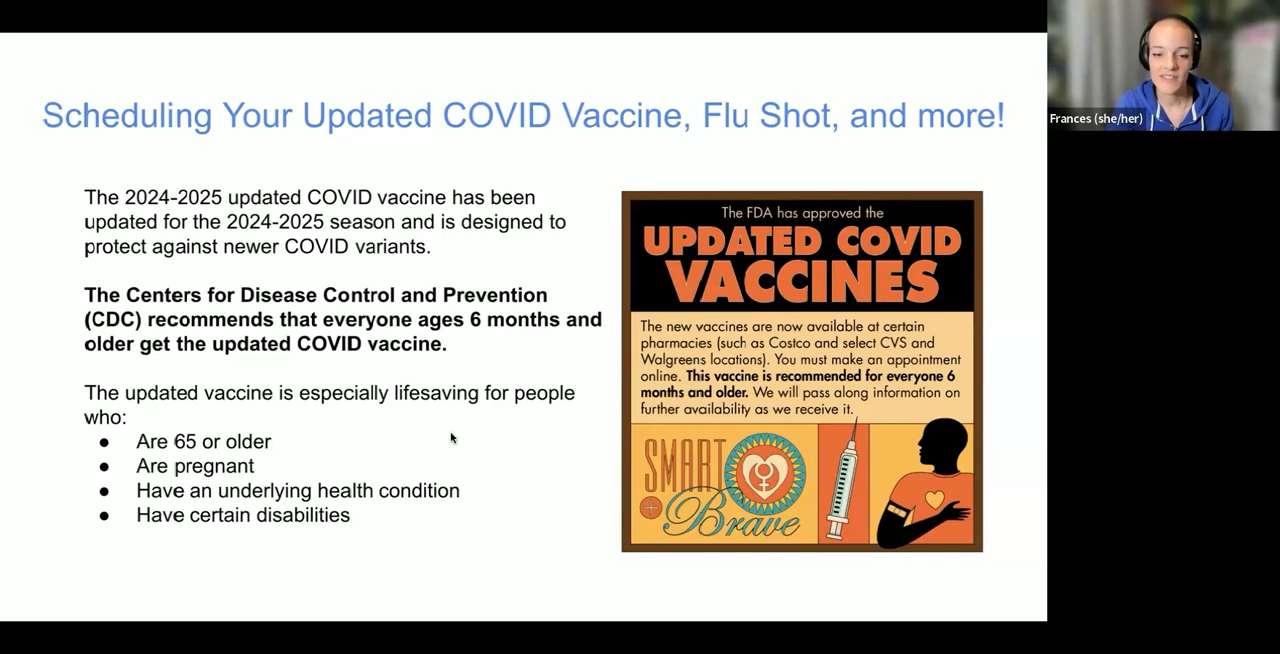 Scheduling Your Updated COVID Vaccine, Flu Shot, and more!
The 2024-2025 updated COVID vaccine has been
updated for the 2024-2025 season and is designed to
protect against newer COVID variants.
The Centers for Disease Control and Prevention
(CDC) recommends that everyone ages 6 months and
older get the updated COVID vaccine.
The updated vaccine is especially lifesaving for people
who:
● Are 65 or older
● Are pregnant
● Have an underlying health condition
● Have certain disabilities
The FDA has approved the
UPDATED COVID
VACCINES
The new vaccines are now available at certain
pharmacies (such as Costco and select CVS and
Walgreens locations). You must make an appointment
online. This vaccine is recommended for everyone 6
months and older. We will pass along information on
further availability as we receive it.
SMART
+
Brave
Frances (she/her)